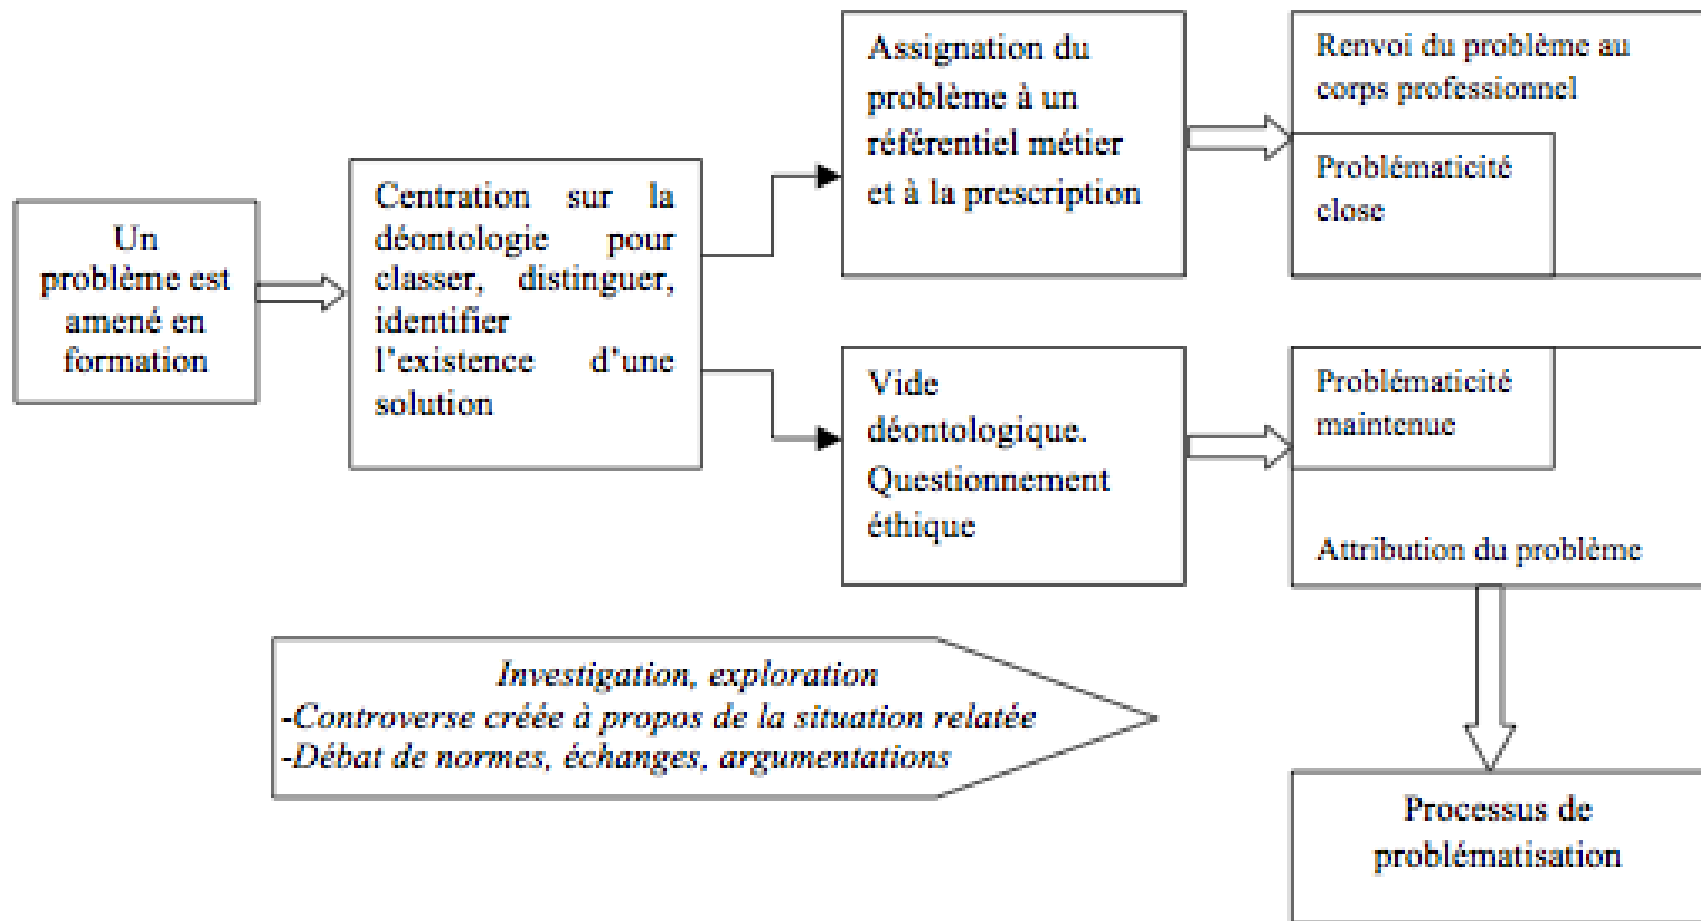 Un
problème est
amené en
formation
Centration sur la
déontologie pour
classer, distinguer,
identifier
l'existence d'une
solution
Assignation du
problème à un
référentiel métier
et à la prescription
Renvoi du problème au
corps professionnel
Problématicité
close
Vide
déontologique.
Questionnement
éthique
Problématicité
maintenue
Attribution du problème
Investigation, exploration
-Controverse créée à propos de la situation relatée
-Débat de normes, échanges, argumentations
Processus de
problématisation